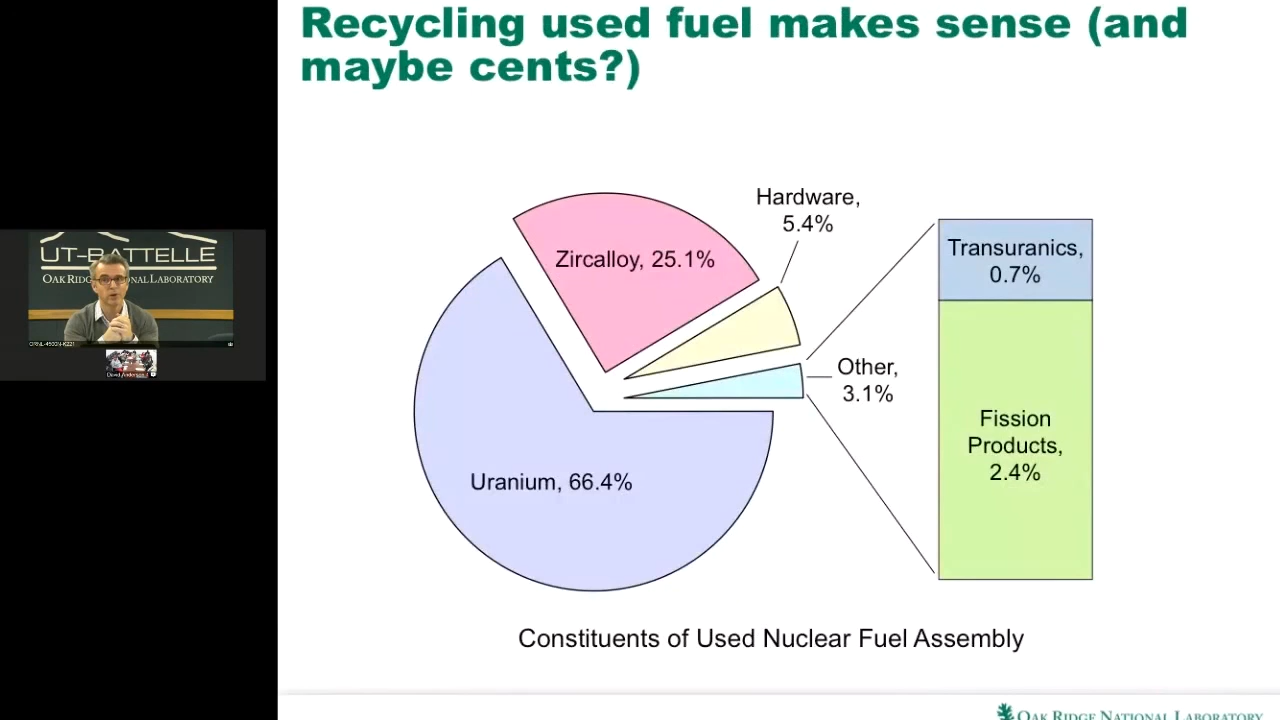 Recycling used fuel makes sense (and
maybe cents?)
Hardware,
5.4%
Zircalloy, 25.1%
Transuranics,
0.7%
Other,
3.1%
Fission
Products,
2.4%
Uranium, 66.4%
Constituents of Used Nuclear Fuel Assembly
OAK RIDGE NATIONAL LABORATORY
UT-BATTELLE
OAK RIDGE NATIONAL LABORATORY
David Anderson